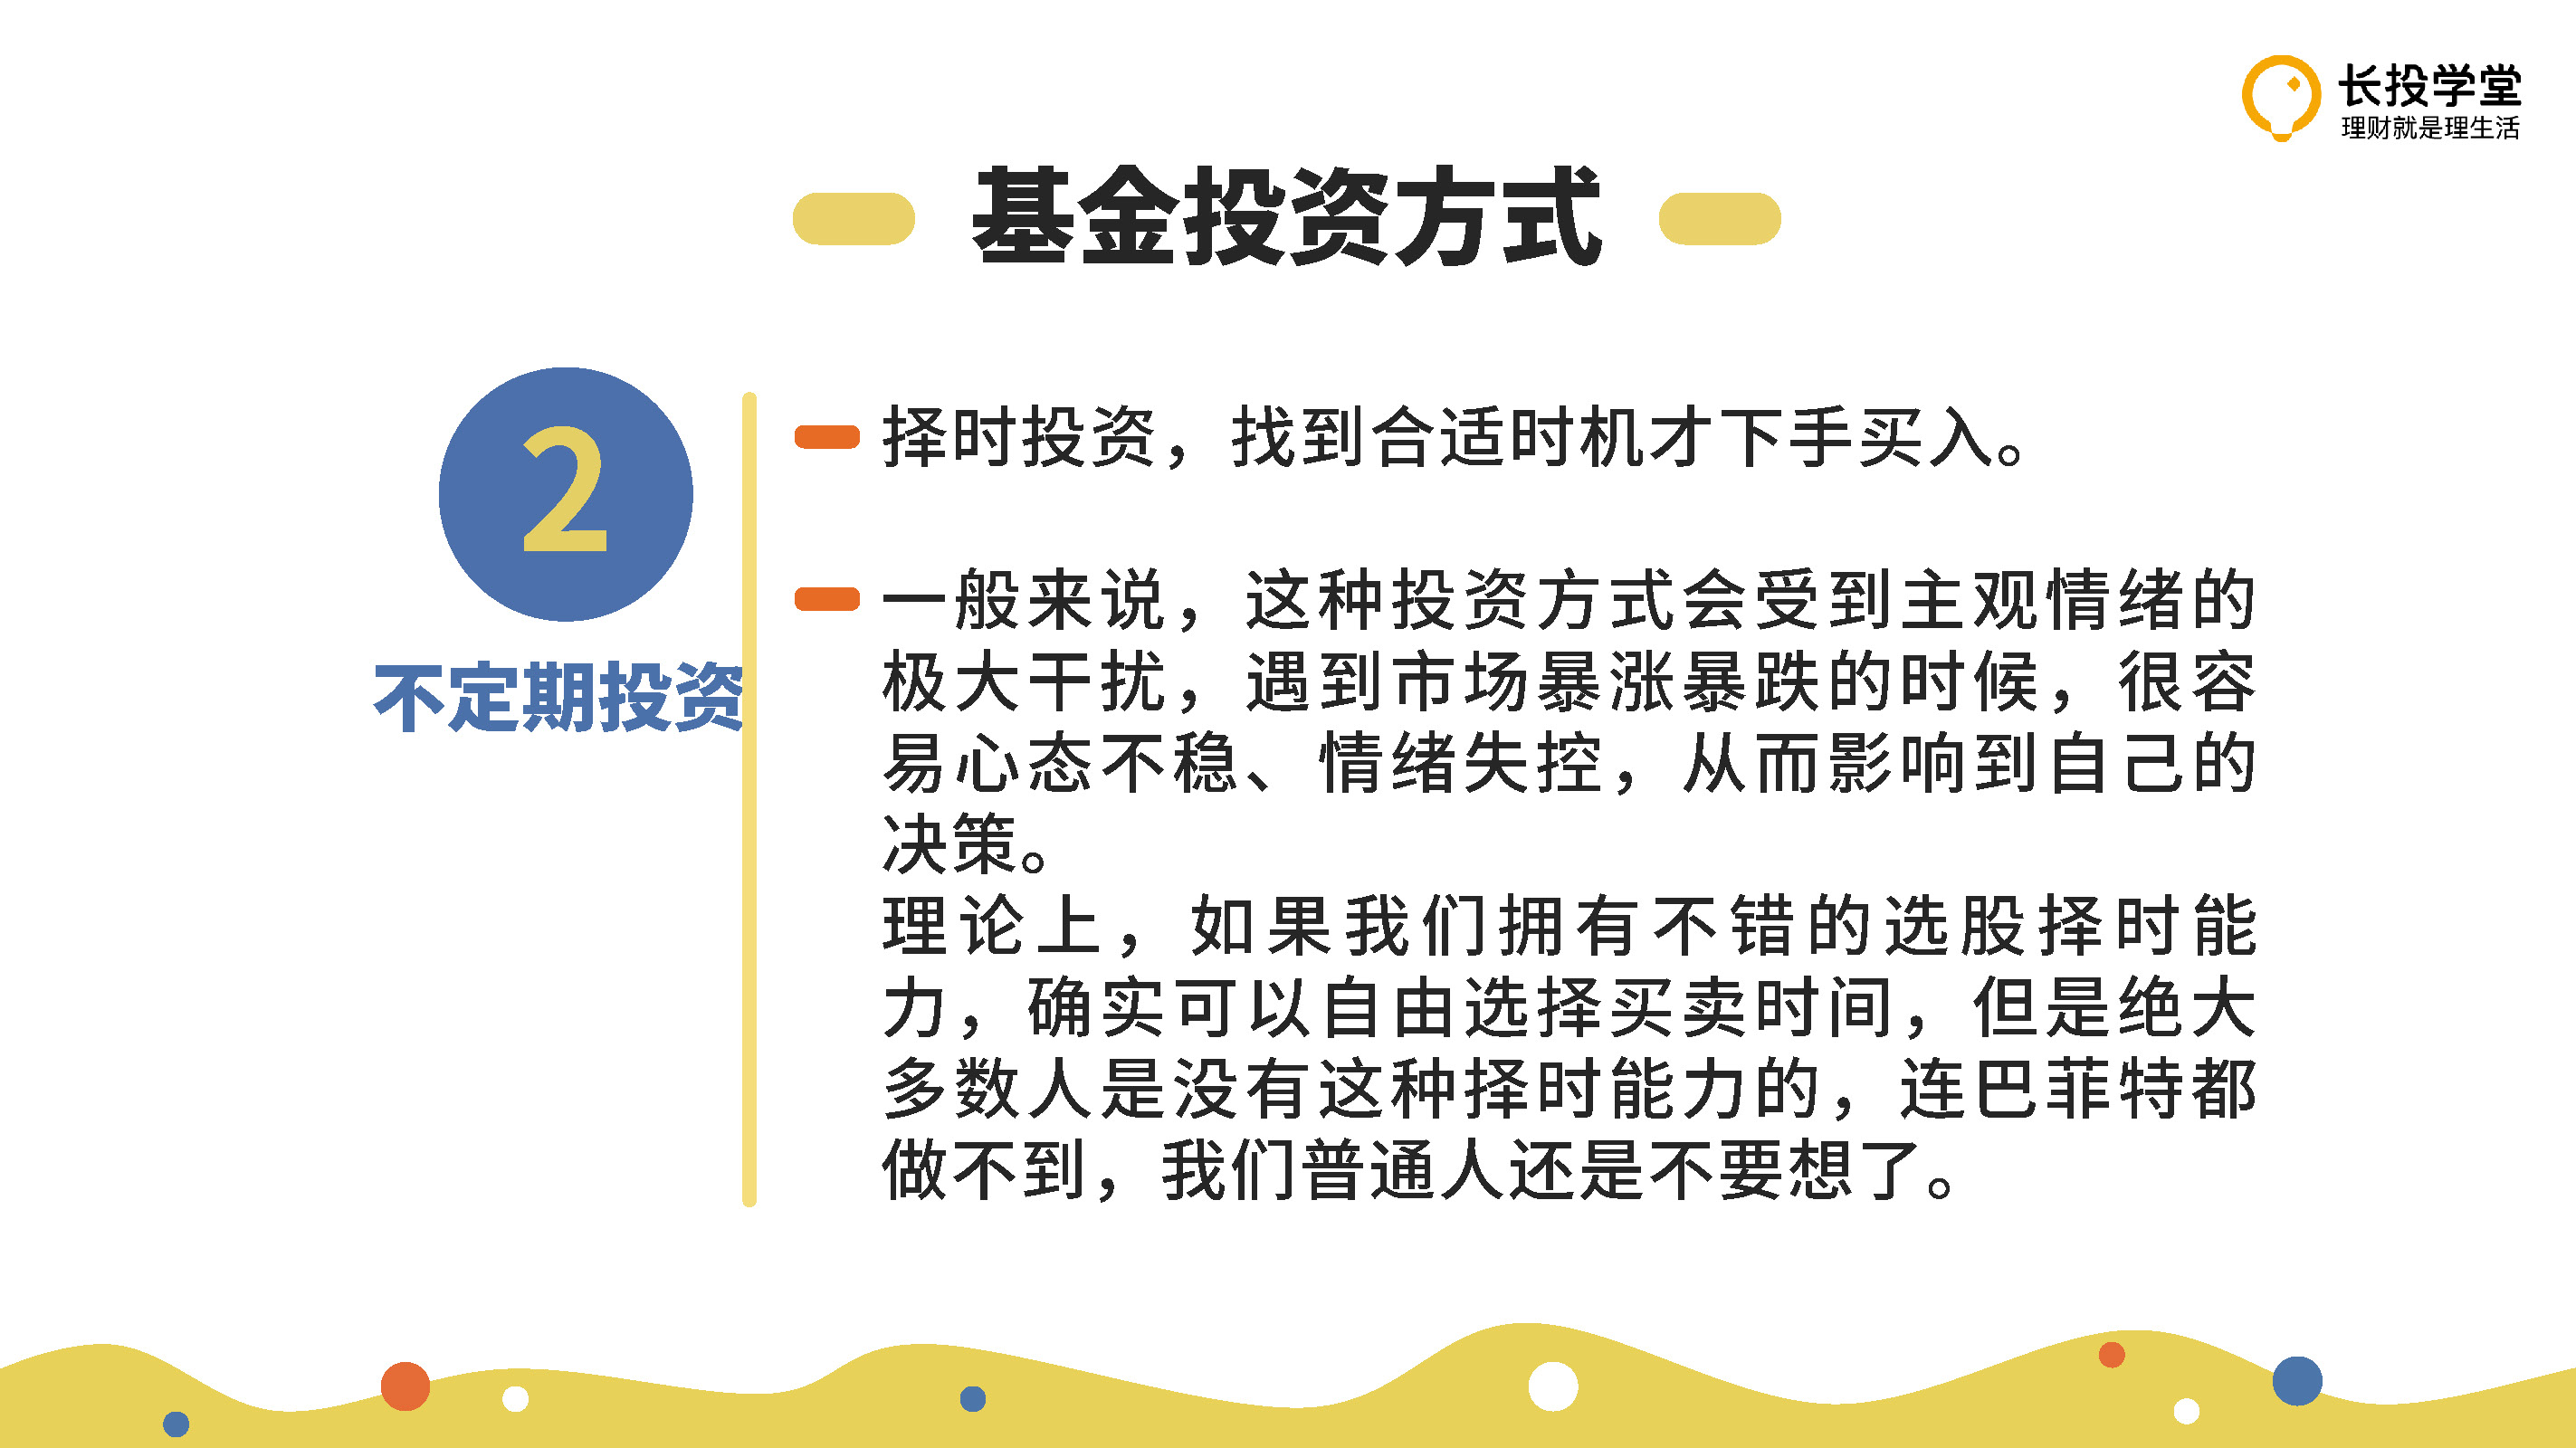 长投学堂
理财就是理生活
基金投资方式
2
不定期投资
择时投资，找到合适时机才下手买入。
一般来说，这种投资方式会受到主观情绪的
极大干扰，遇到市场暴涨暴跌的时候，很容
易心态不稳、情绪失控，从而影响到自己的
决策。
理论上，如果我们拥有不错的选股择时能
力，确实可以自由选择买卖时间，但是绝大
多数人是没有这种择时能力的，连巴菲特都
做不到，我们普通人还是不要想了。